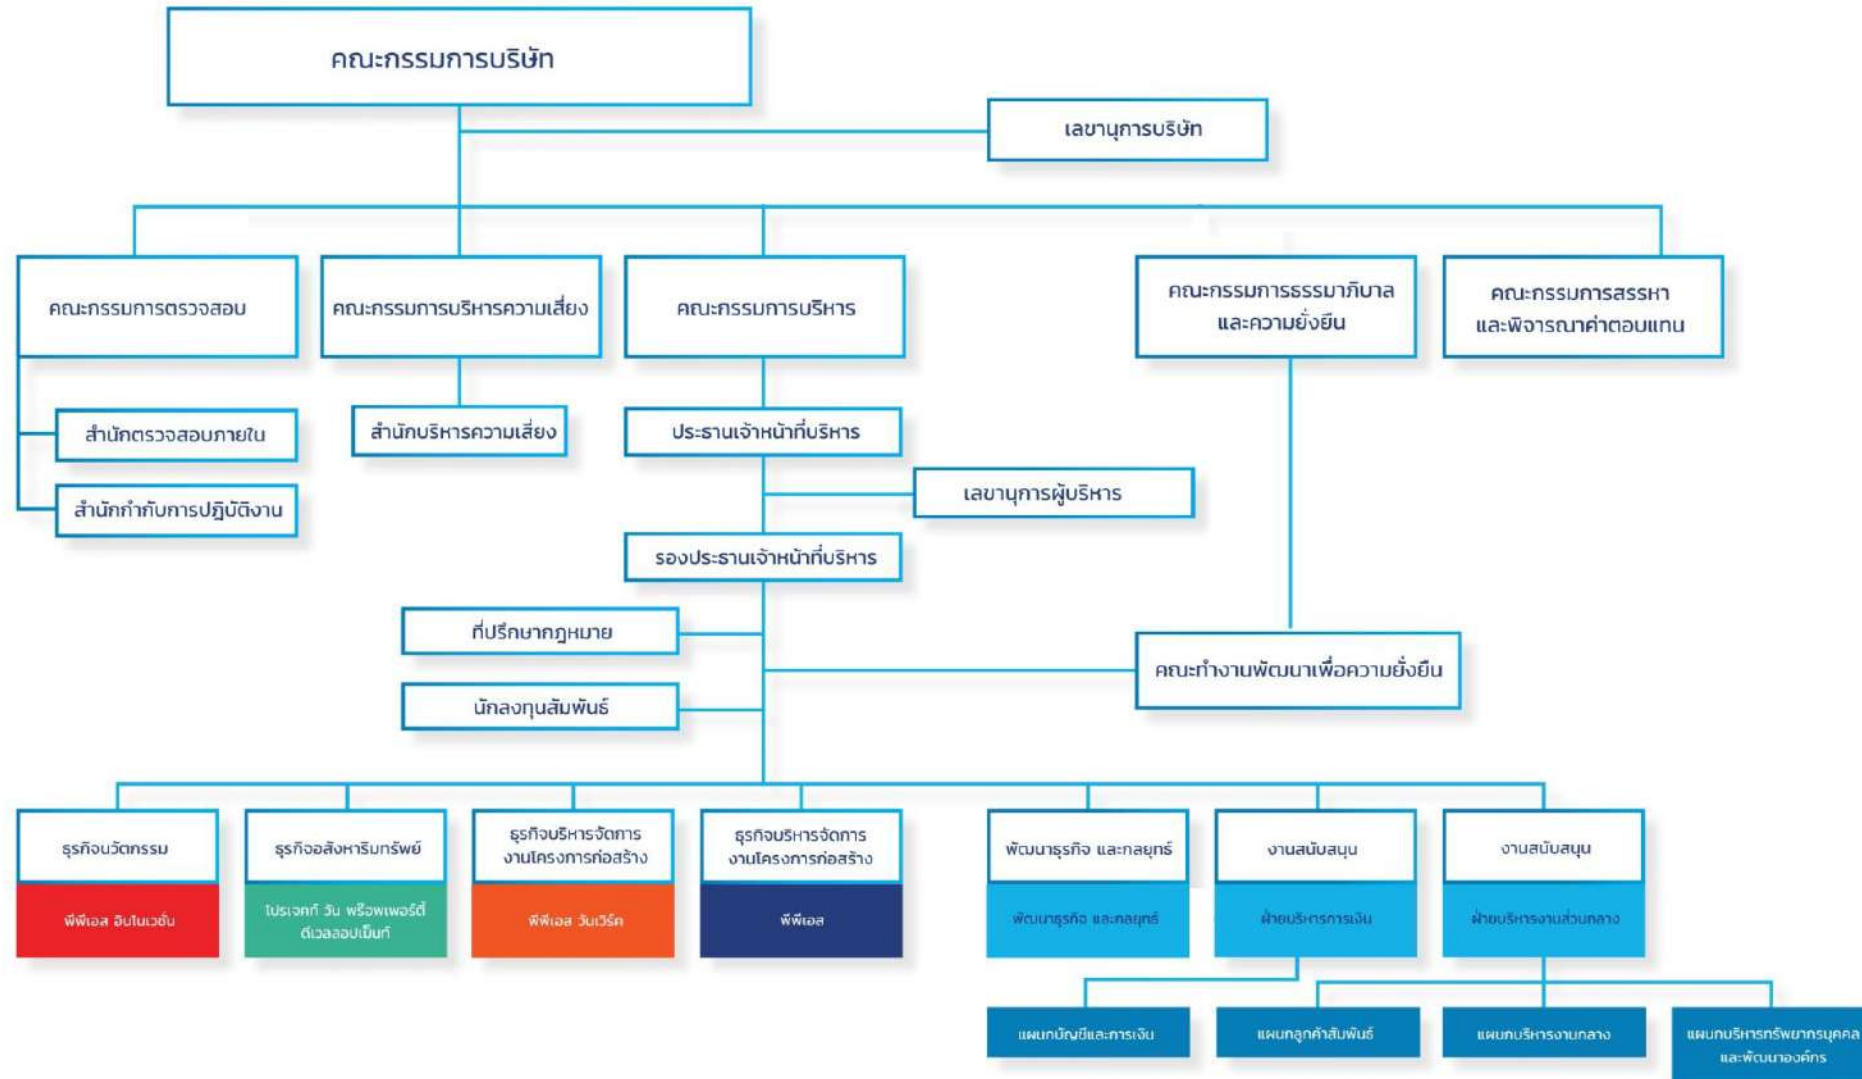 คณะกรรมการบริษัท
เลขานุการบริษัท
คณะกรรมการตรวจสอบ
คณะกรรมการบริหารความเสี่ยง
คณะกรรมการบริหาร
คณะกรรมการธรรมาภิบาล
และความยั่งยืน
คณะกรรมการสรรหา
และพิจารณาค่าตอบแทน
สำนักตรวจสอบภายใน
สำนักบริหารความเสี่ยง
ประธานเจ้าหน้าที่บริหาร
เลขานุการผู้บริหาร
สำนักกำกับการปฎิบัติงาน
รองประธานเจ้าหน้าที่บริหาร
ที่ปรึกษากฎหมาย
คณะทำงานพัฒนาเพื่อความยั่งยืน
นักลงทุนสัมพันธ์
ธุรกิจนวัตกรรม
ธุรกิจอสังหาริมทรัพย์
ธุรกิจบริหารจัดการ
งานโครงการก่อสร้าง
ธุรกิจบริหารจัดการ
งานโครงการก่อสร้าง
พัฒนาธุรกิจ และกลยุทธ์
งานสนับสนุน
งานสนับสนุน
พีพีเอส อินโนเวชั่น
โปรเจคท์ วัน พร็อพเพอร์ตี้
ดีเวลลอปเม็นท์
พีพีเอส วันเวิร์ค
พีพีเอส
พัฒนาธุรกิจ และกลยุทธ์
ฝ่ายบริหารการเงิน
ฝ่ายบริหารงานส่วนกลาง
แผนกบัญชีและการเงิน
แผนกลูกค้าสัมพันธ์
แผนกบริหารงานกลาง
แผนกบริหารทรัพยากรบุคคล
และพัฒนาองค์กร